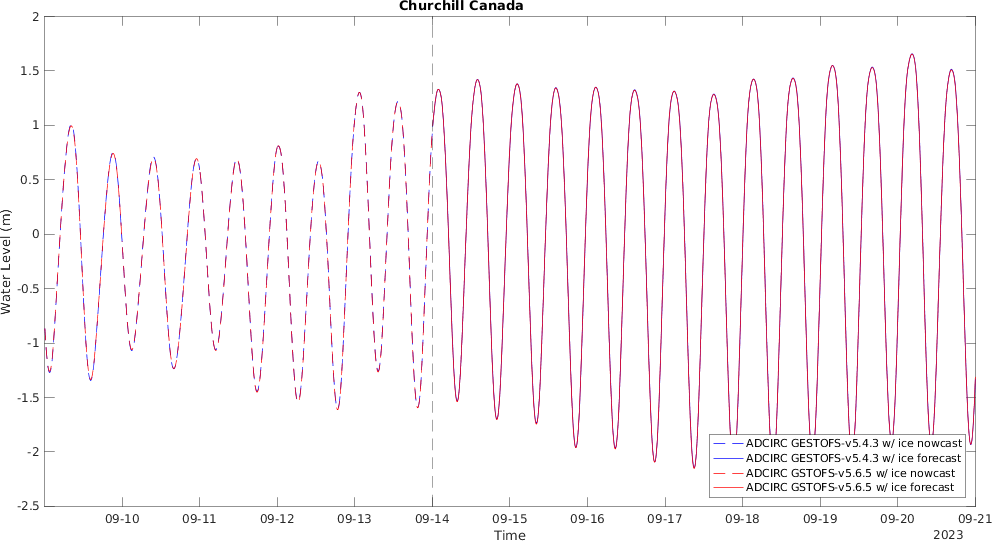 Churchill Canada
2
1.5
1
0.5
0
-0.5
-1
-1.5
-2
-2.5
Water Level (m)
ADCIRC GESTOFS-v5.4.3 w/ ice nowcast
ADCIRC GESTOFS-v5.4.3 w/ ice forecast
ADCIRC GSTOFS-v5.6.5 w/ ice nowcast
ADCIRC GSTOFS-v5.6.5 w/ ice forecast
09-10 09-11 09-12 09-13 09-14 09-15 09-16 09-17 09-18 09-19 09-20 09-21
Time
2023